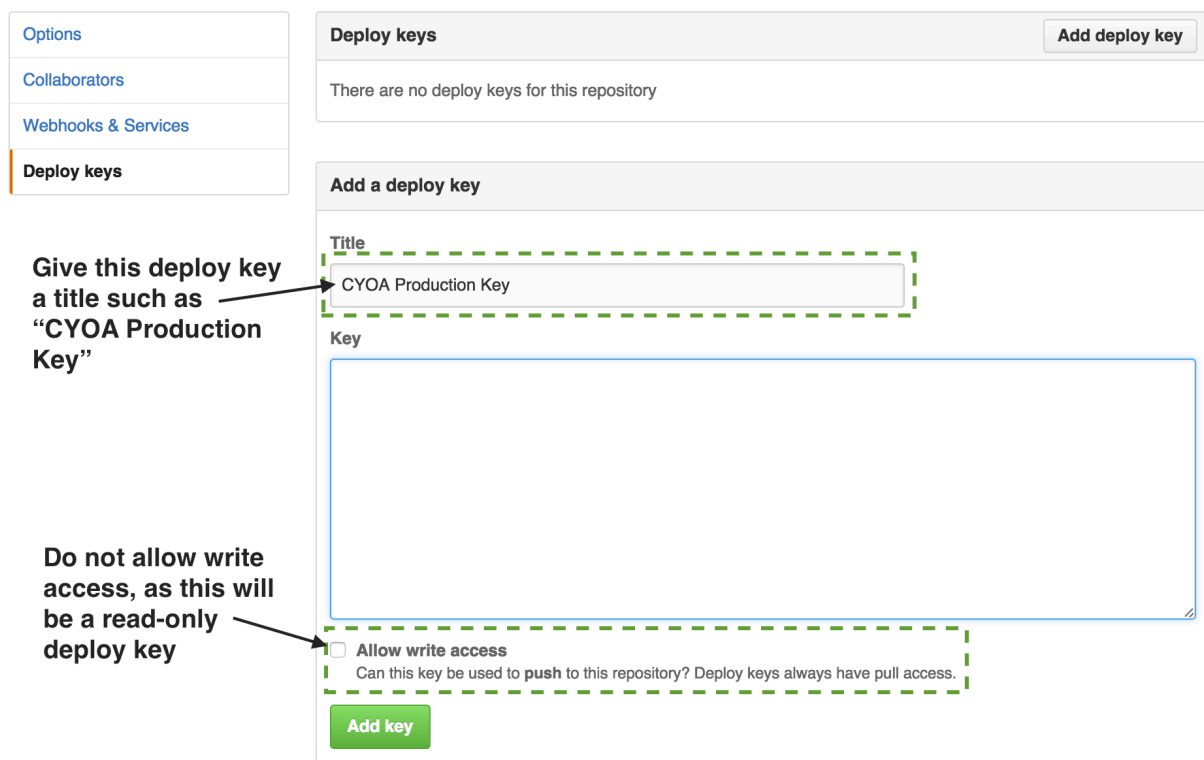 Options
Collaborators
Webhooks & Services
Deploy keys
Deploy keys
Add deploy key
There are no deploy keys for this repository
Add a deploy key
Title
CYOA Production Key
Give this deploy key
a title such as
“CYOA Production
Key”
Key
Do not allow write
access, as this will
be a read-only
deploy key
Allow write access
Can this key be used to push to this repository? Deploy keys always have pull access.
Add key